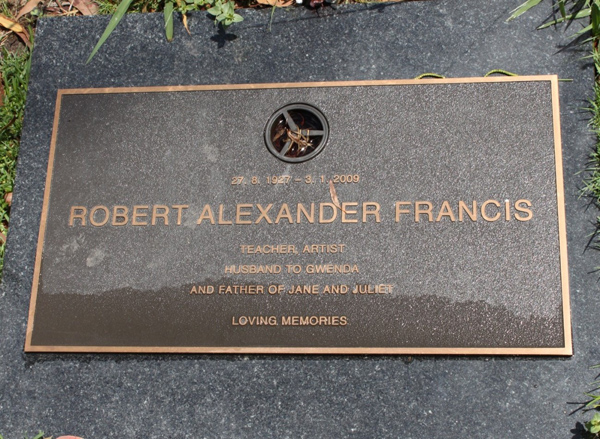 27. 8. 1927 – 3. 1. 2009
ROBERT ALEXANDER FRANCIS
TEACHER, ARTIST
HUSBAND TO GWENDA
AND FATHER OF JANE AND JULIET
LOVING MEMORIES